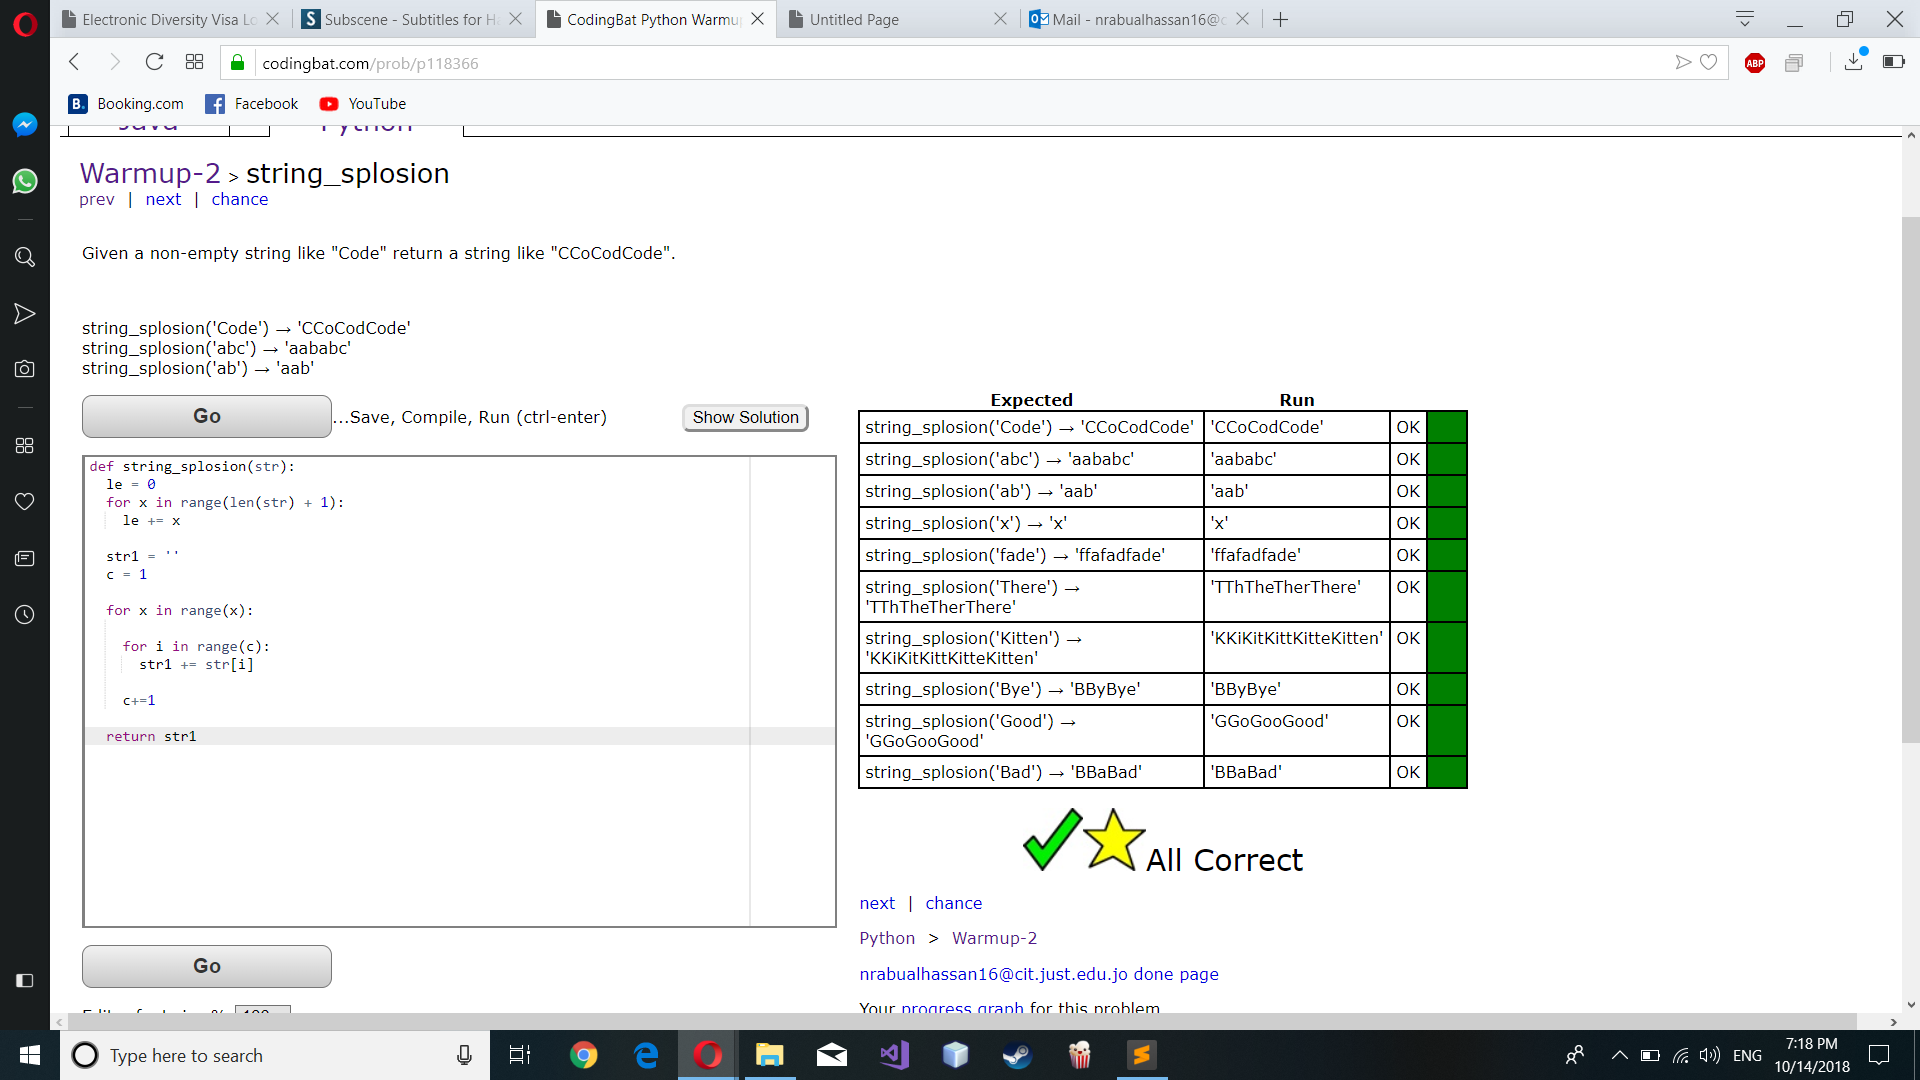 Electronic Diversity Visa Lo
Subscene - Subtitles for H
CodingBat Python Warmu
Untitled Page
Mail - nrabualhassan16@c
codingbat.com/prob/p118366
ABP
B. Booking.com
Facebook
YouTube
Java
Python
Warmup-2 > string_splosion
prev | next | chance
Given a non-empty string like "Code" return a string like "CCoCodCode".
string_splosion('Code') → 'CCoCodCode'
string_splosion('abc') → 'aababc'
string_splosion('ab') → 'aab'
Go
...Save, Compile, Run (ctrl-enter)
Show Solution
def string_splosion(str):
  le = 0
  for x in range(len(str) + 1):
    le += x
  str1 = ''
  c = 1
  for x in range(x):
    for i in range(c):
      str1 += str[i]
    c+=1
  return str1
Go
Expected Run
string_splosion('Code') → 'CCoCodCode' 'CCoCodCode' OK
string_splosion('abc') → 'aababc' 'aababc' OK
string_splosion('ab') → 'aab' 'aab' OK
string_splosion('x') → 'x' 'x' OK
string_splosion('fade') → 'ffafadfade' 'ffafadfade' OK
string_splosion('There') → 'TThTheTherThere' OK
'TThTheTherThere'
string_splosion('Kitten') → 'KKiKitKittKitteKitten' OK
'KKiKitKittKitteKitten'
string_splosion('Bye') → 'BByBye' 'BByBye' OK
string_splosion('Good') → 'GGoGooGood' OK
'GGoGooGood'
string_splosion('Bad') → 'BBaBad' 'BBaBad' OK
All Correct
next | chance
Python > Warmup-2
nrabualhassan16@cit.just.edu.jo done page
Your progress graph for this problem
Type here to search
ENG
7:18 PM
10/14/2018